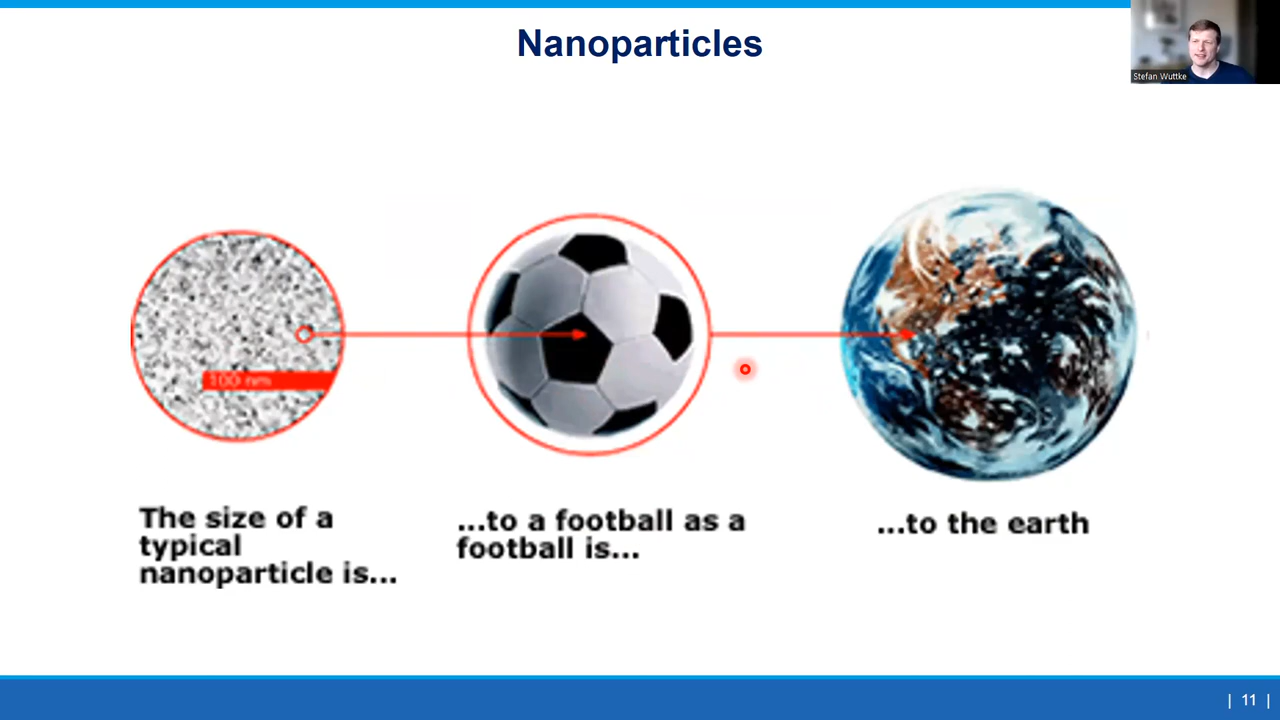 Nanoparticles
Stefan Wuttke
100 nm
The size of a
typical
nanoparticle is...
...to a football as a
football is...
...to the earth
| 11 |